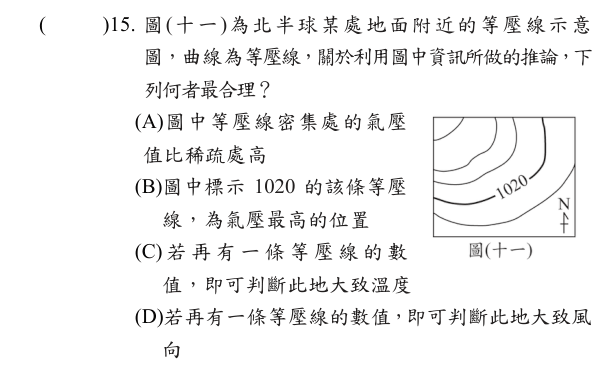 (　　)15. 圖(十一)為北半球某處地面附近的等壓線示意
圖，曲線為等壓線，關於利用圖中資訊所做的推論，下
列何者最合理？
(A)圖中等壓線密集處的氣壓
值比稀疏處高
(B)圖中標示 1020 的該條等壓
線，為氣壓最高的位置
(C)若再有一條等壓線的數
值，即可判斷此地大致溫度
(D)若再有一條等壓線的數值，即可判斷此地大致風
向
1020
N
圖(十一)